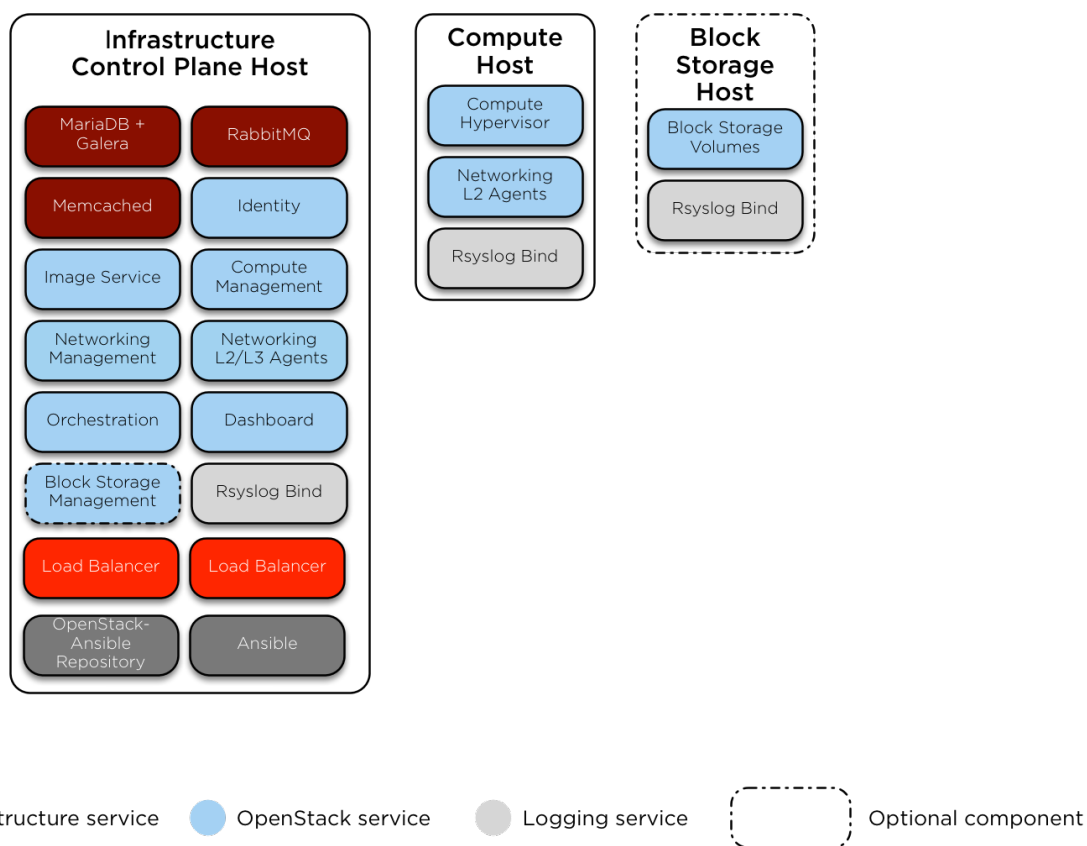 Infrastructure
Control Plane Host
MariaDB +
Galera
RabbitMQ
Memcached
Identity
Image Service
Compute
Management
Networking
Management
Networking
L2/L3 Agents
Orchestration
Dashboard
Block Storage
Management
Rsyslog Bind
Load Balancer
Load Balancer
OpenStack-
Ansible
Repository
Ansible
Compute
Host
Compute
Hypervisor
Networking
L2 Agents
Rsyslog Bind
Block
Storage
Host
Block Storage
Volumes
Rsyslog Bind
structure service
OpenStack service
Logging service
Optional component